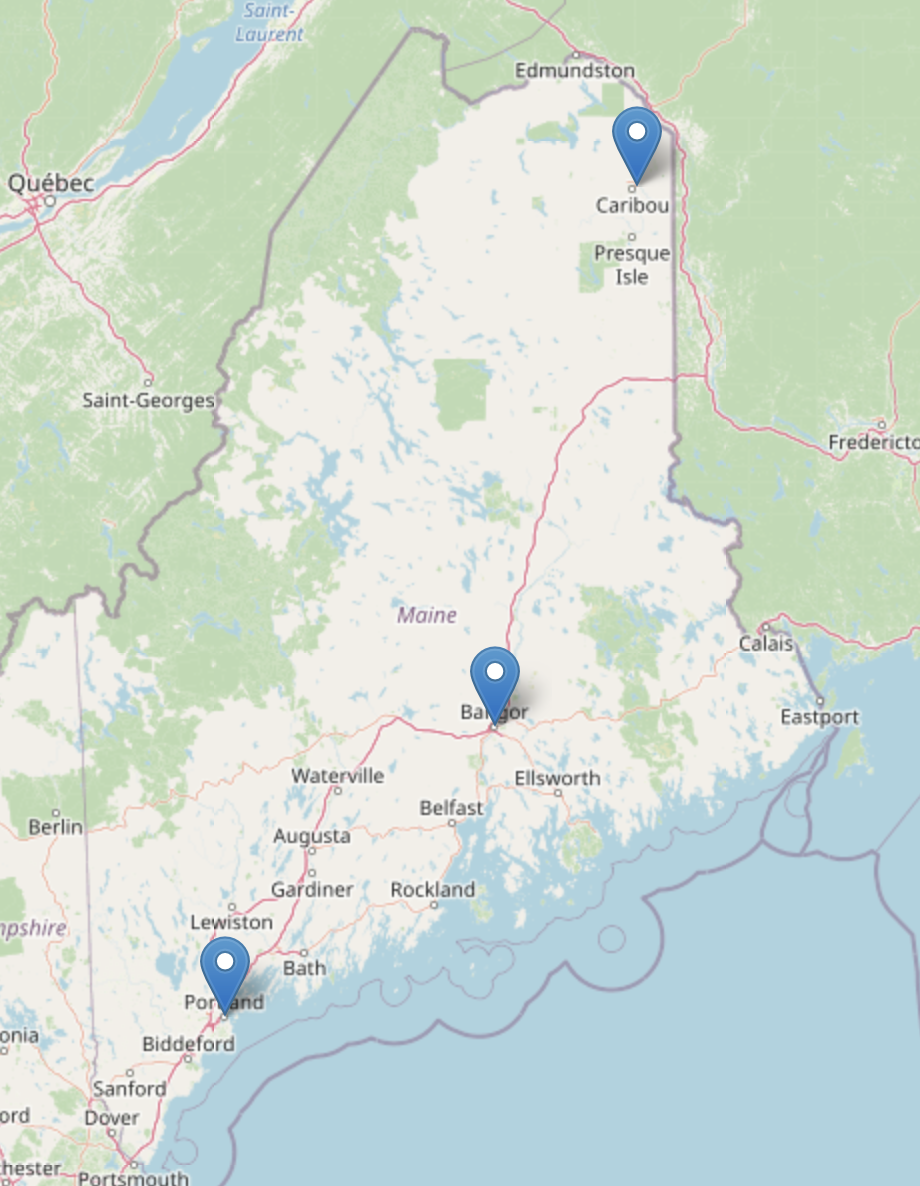 Saint-
Laurent
Edmundston
Québec
Caribou
Presque
Isle
Saint-Georges
Fredericto
Maine
Calais
Bangor
Eastport
Waterville
Ellsworth
Belfast
Berlin
Augusta
Gardiner
Rockland
Lewiston
mpshire
Bath
Portland
onia
Biddeford
Sanford
ord
Dover
chester
Portsmouth